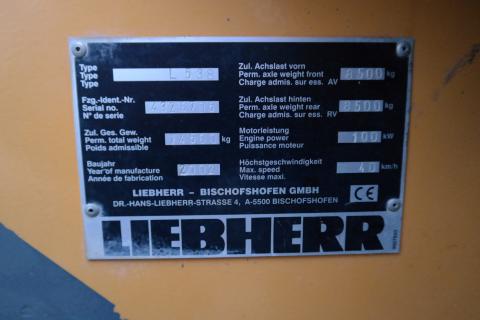 Type
Type
Type
L 538
Fzg.-Ident.-Nr.
Serial no.
N° de serie
Zul. Ges. Gew.
Perm. total weight
Poids admissible
kg
Baujahr
Year of manufacture
Année de fabrication
Zul. Achslast vorn
Perm. axle weight front
Charge admis. sur ess. AV
8500 kg
Zul. Achslast hinten
Perm. axle weight rear
Charge admis. sur ess. RV
8500 kg
Motorleistung
Engine power
Puissance moteur
100 kW
Höchstgeschwindigkeit
Max. speed
Vitesse maxi.
40 km/h
LIEBHERR – BISCHOFSHOFEN GMBH
DR.-HANS-LIEBHERR-STRASSE 4, A-5500 BISCHOFSHOFEN
CE
LIEBHERR